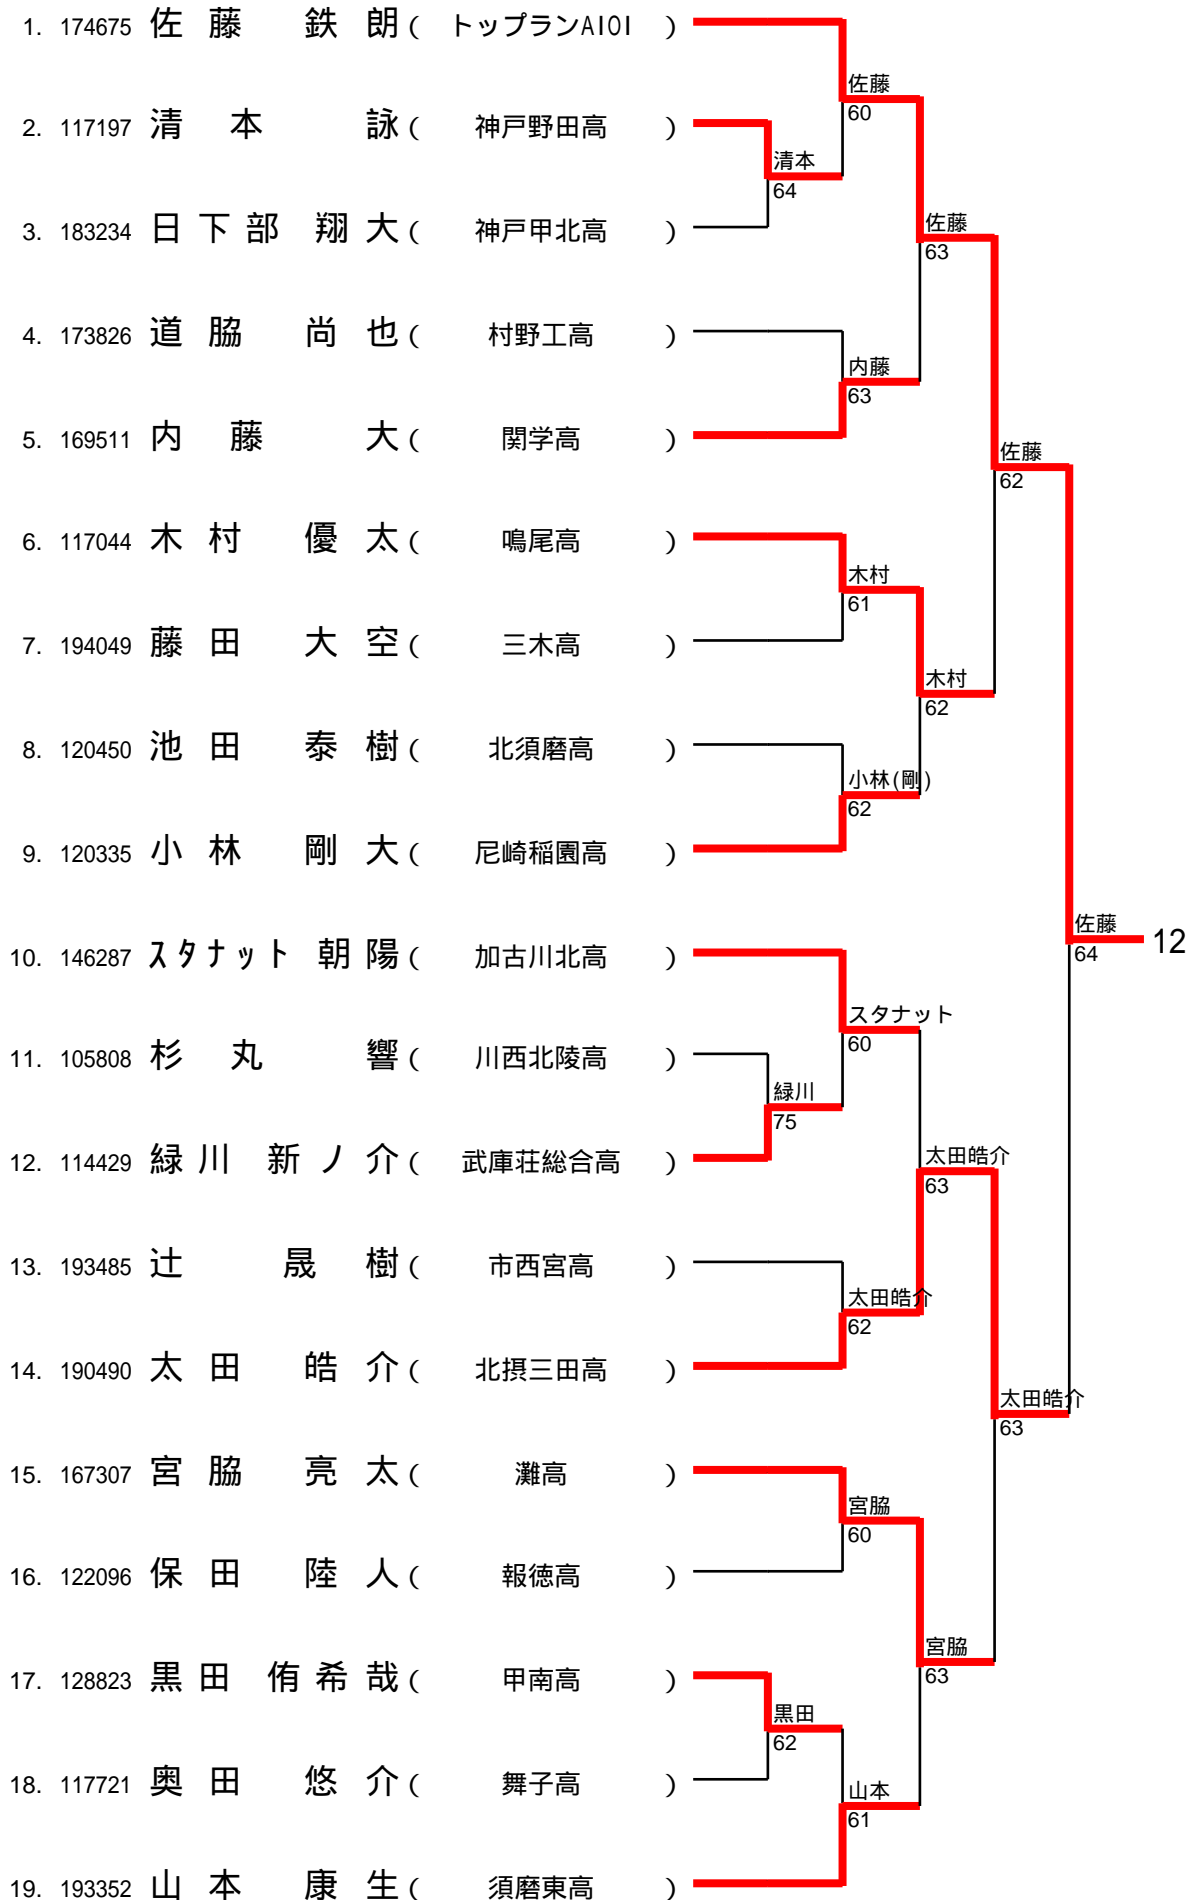 1. 174675 佐藤 鉄朗 ( トップランAIOI )
佐藤
60
2. 117197 清本 詠 ( 神戸野田高 )
清本
64
3. 183234 日下部 翔大 ( 神戸甲北高 )
佐藤
63
4. 173826 道脇 尚也 ( 村野工高 )
内藤
63
5. 169511 内藤 大 ( 関学高 )
佐藤
62
6. 117044 木村 優太 ( 鳴尾高 )
木村
61
7. 194049 藤田 大空 ( 三木高 )
木村
62
8. 120450 池田 泰樹 ( 北須磨高 )
小林(剛)
62
9. 120335 小林 剛大 ( 尼崎稲園高 )
佐藤
64
12
10. 146287 スタナット 朝陽 ( 加古川北高 )
スタナット
60
11. 105808 杉丸 響 ( 川西北陵高 )
緑川
75
12. 114429 緑川 新ノ介 ( 武庫荘総合高 )
太田皓介
63
13. 193485 辻 晟樹 ( 市西宮高 )
太田皓介
62
14. 190490 太田 皓介 ( 北摂三田高 )
太田皓介
63
15. 167307 宮脇 亮太 ( 灘高 )
宮脇
60
16. 122096 保田 陸人 ( 報徳高 )
宮脇
63
17. 128823 黒田 侑希哉 ( 甲南高 )
黒田
62
18. 117721 奥田 悠介 ( 舞子高 )
山本
61
19. 193352 山本 康生 ( 須磨東高 )